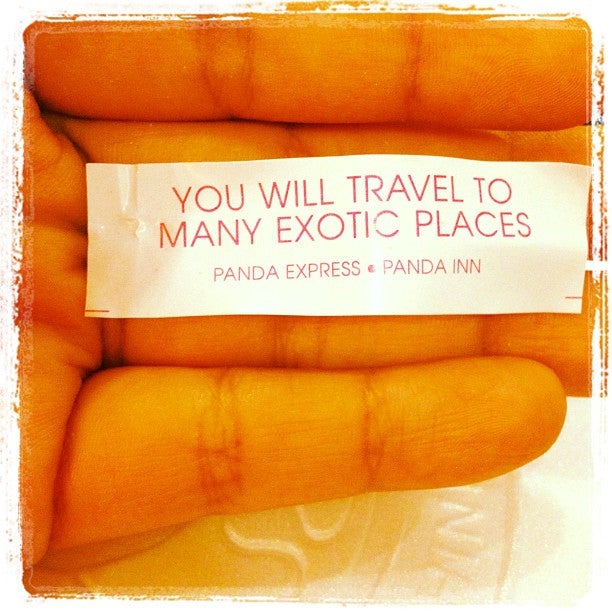 YOU WILL TRAVEL TO
MANY EXOTIC PLACES
PANDA EXPRESS • PANDA INN